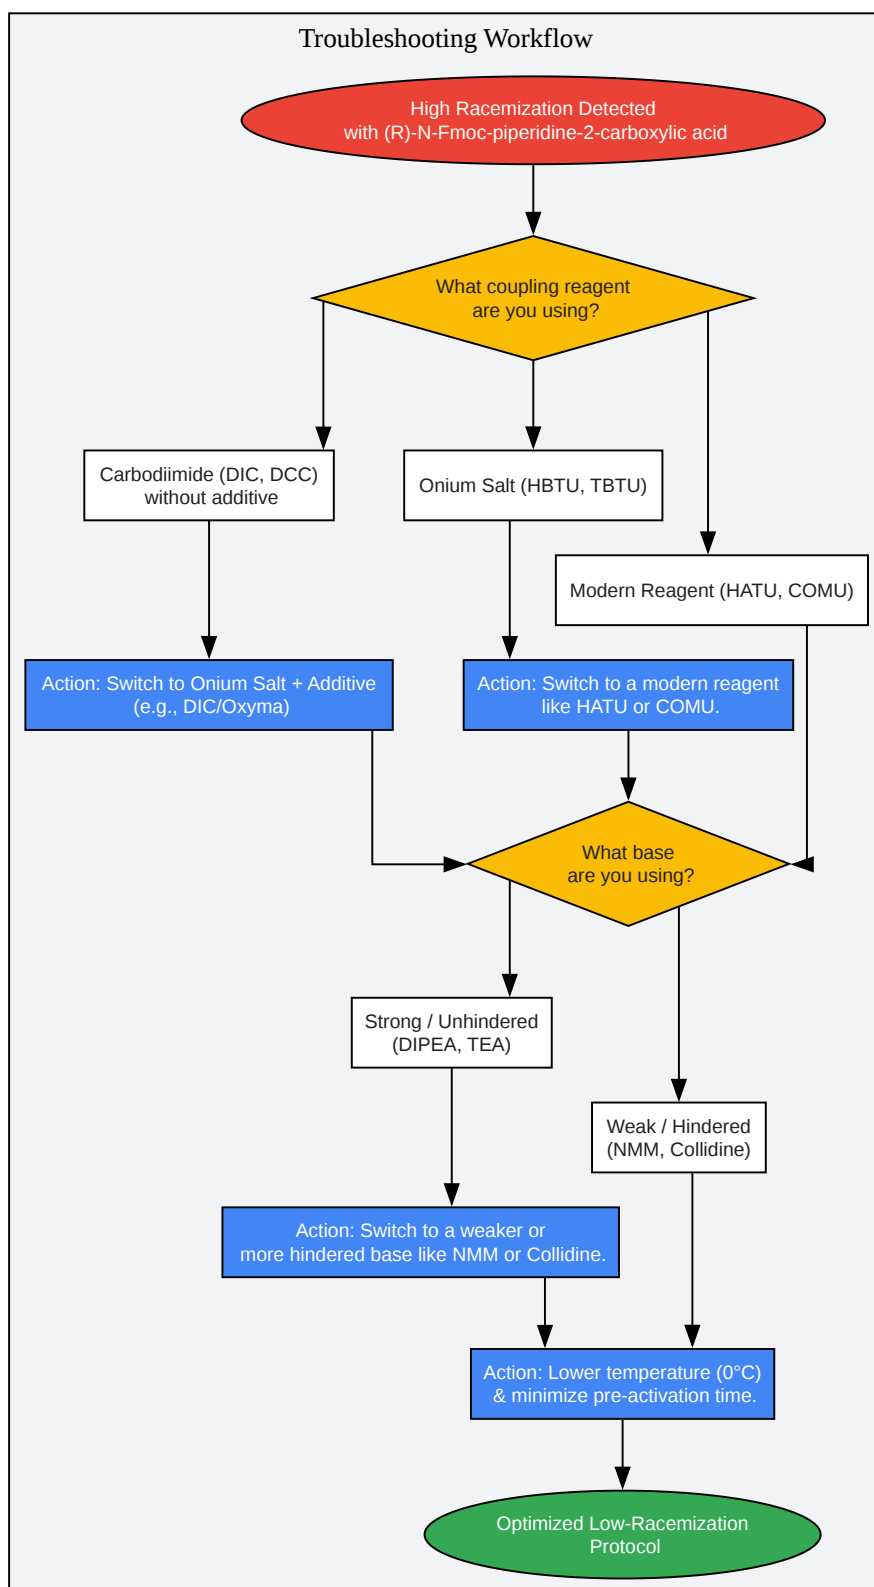 Troubleshooting Workflow
High Racemization Detected
with (R)-N-Fmoc-piperidine-2-carboxylic acid
What coupling reagent
are you using?
Carbodiimide (DIC, DCC)
without additive
Onium Salt (HBTU, TBTU)
Modern Reagent (HATU, COMU)
Action: Switch to Onium Salt + Additive
(e.g., DIC/Oxyma)
Action: Switch to a modern reagent
like HATU or COMU.
What base
are you using?
Strong / Unhindered
(DIPEA, TEA)
Weak / Hindered
(NMM, Collidine)
Action: Switch to a weaker or
more hindered base like NMM or Collidine.
Action: Lower temperature (0°C)
& minimize pre-activation time.
Optimized Low-Racemization
Protocol